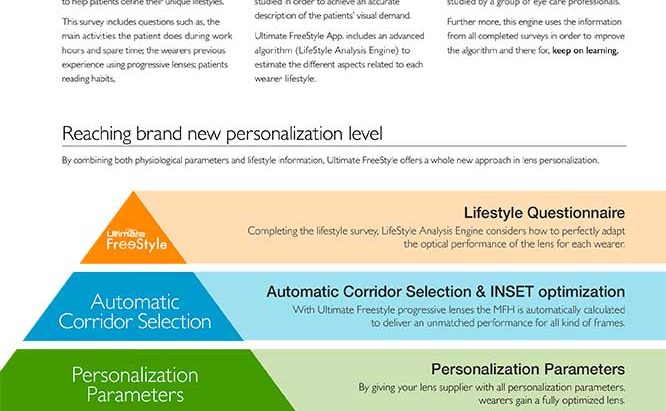 to help patients define their unique lifestyles.
This survey includes questions such as, the
main activities the patient does during work
hours and spare time; the wearers previous
experience using progressive lenses; patients
reading habits,
studied in order to achieve an accurate
description of the patients' visual demand.
Ultimate FreeStyle App. includes an advanced
algorithm (LifeStyle Analysis Engine) to
estimate the different aspects related to each
wearer lifestyle.
studied by a group of eye care professionals.
Further more, this engine uses the information
from all completed surveys in order to improve
the algorithm and there for, keep on learning.
Reaching brand new personalization level
By combining both physiological parameters and lifestyle information, Ultimate FreeStyle offers a whole new approach in lens personalization.
Ultimate
FreeStyle
Lifestyle Questionnaire
Completing the lifestyle survey, LifeStyle Analysis Engine considers how to perfectly adapt
the optical performance of the lens for each wearer.
Automatic
Corridor Selection
Automatic Corridor Selection & INSET optimization
With Ultimate Freestyle progressive lenses the MFH is automatically calculated
to deliver an unmatched performance for all kind of frames.
Personalization
Parameters
Personalization Parameters
By giving your lens supplier with all personalization parameters,
wearers gain a fully optimized lens.